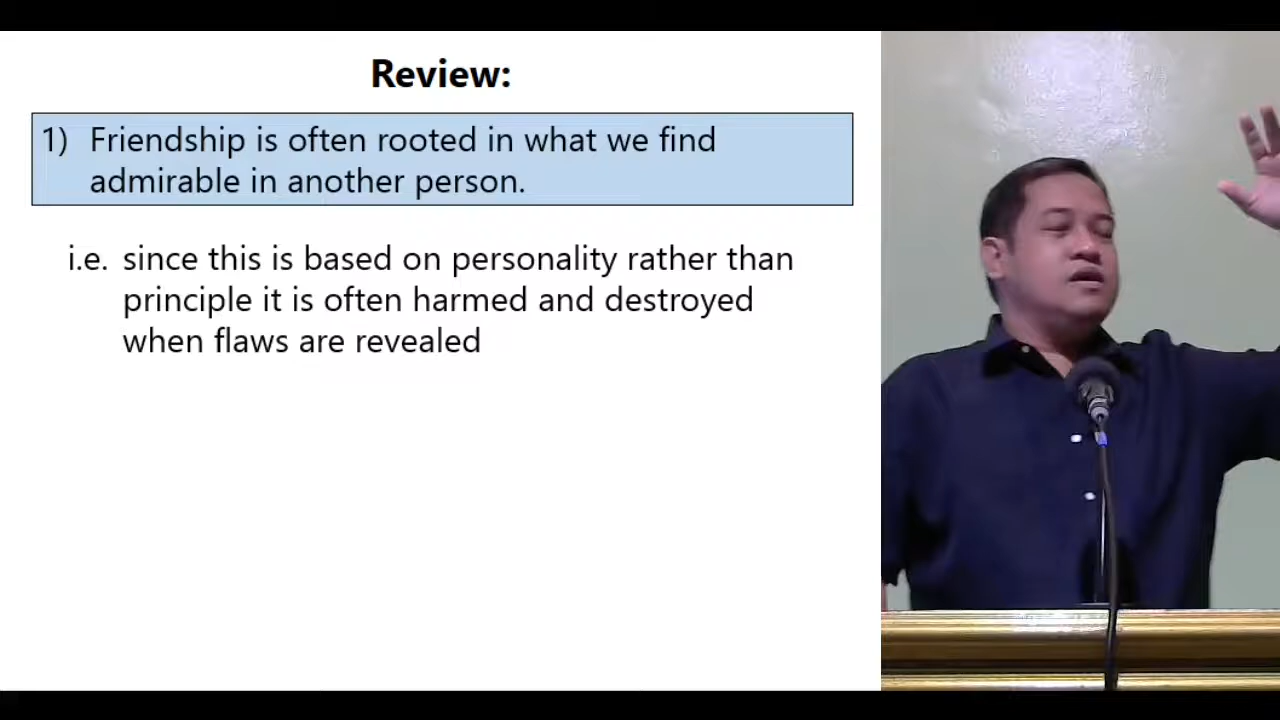 Review:
1) Friendship is often rooted in what we find
admirable in another person.
i.e. since this is based on personality rather than
principle it is often harmed and destroyed
when flaws are revealed